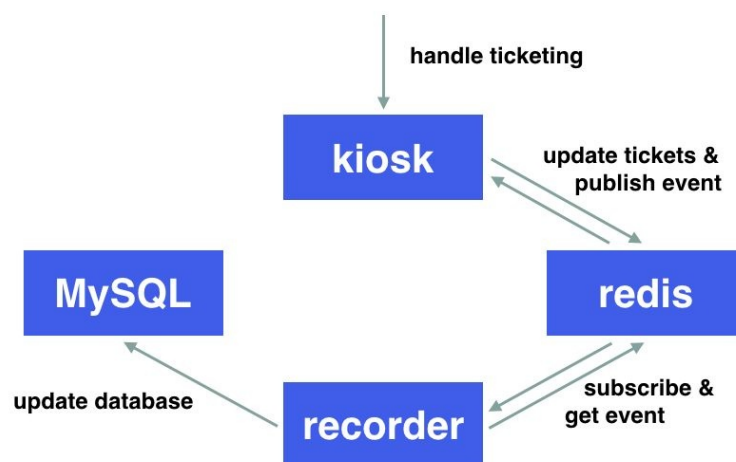 handle ticketing
kiosk
update tickets &
publish event
MySQL
redis
update database
recorder
subscribe &
get event